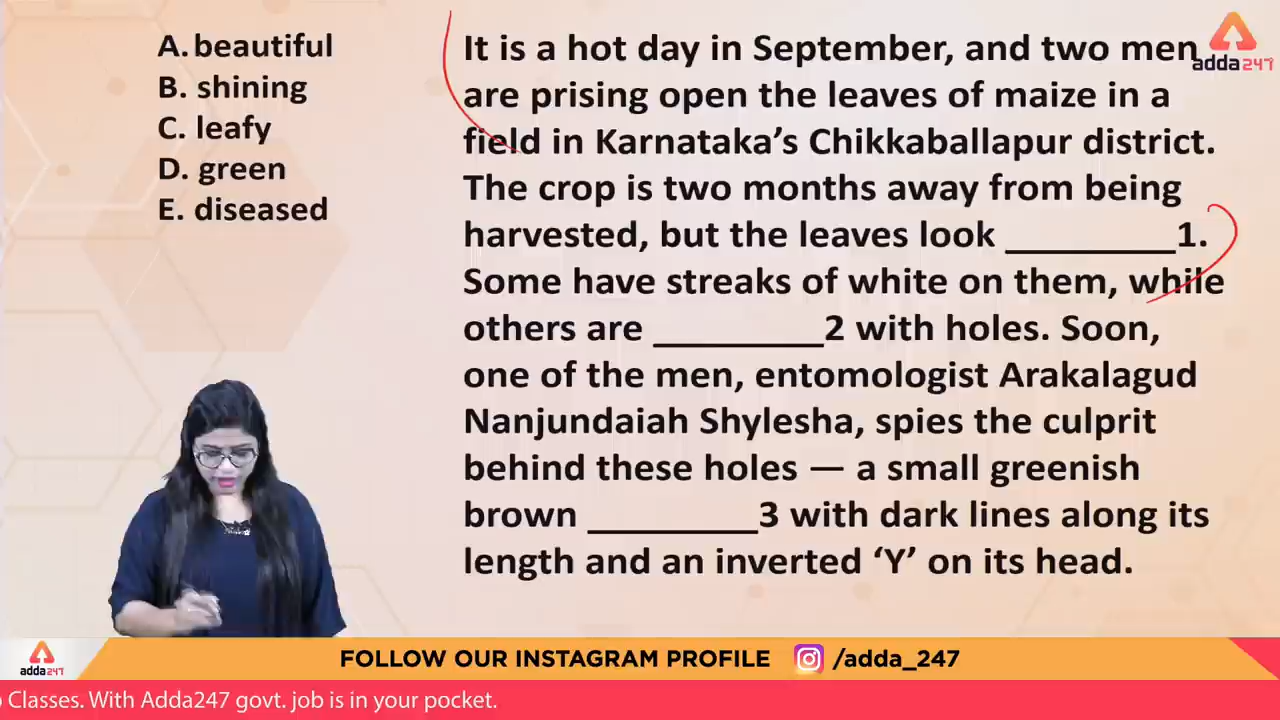 A. beautiful
B. shining
C. leafy
D. green
E. diseased
It is a hot day in September, and two men
are prising open the leaves of maize in a
field in Karnataka's Chikkaballapur district.
The crop is two months away from being
harvested, but the leaves look _________1.
Some have streaks of white on them, while
others are _________2 with holes. Soon,
one of the men, entomologist Arakalagud
Nanjundaiah Shylesha, spies the culprit
behind these holes — a small greenish
brown _________3 with dark lines along its
length and an inverted 'Y' on its head.
adda247
adda247
FOLLOW OUR INSTAGRAM PROFILE /adda_247
Classes. With Adda247 govt. job is in your pocket.